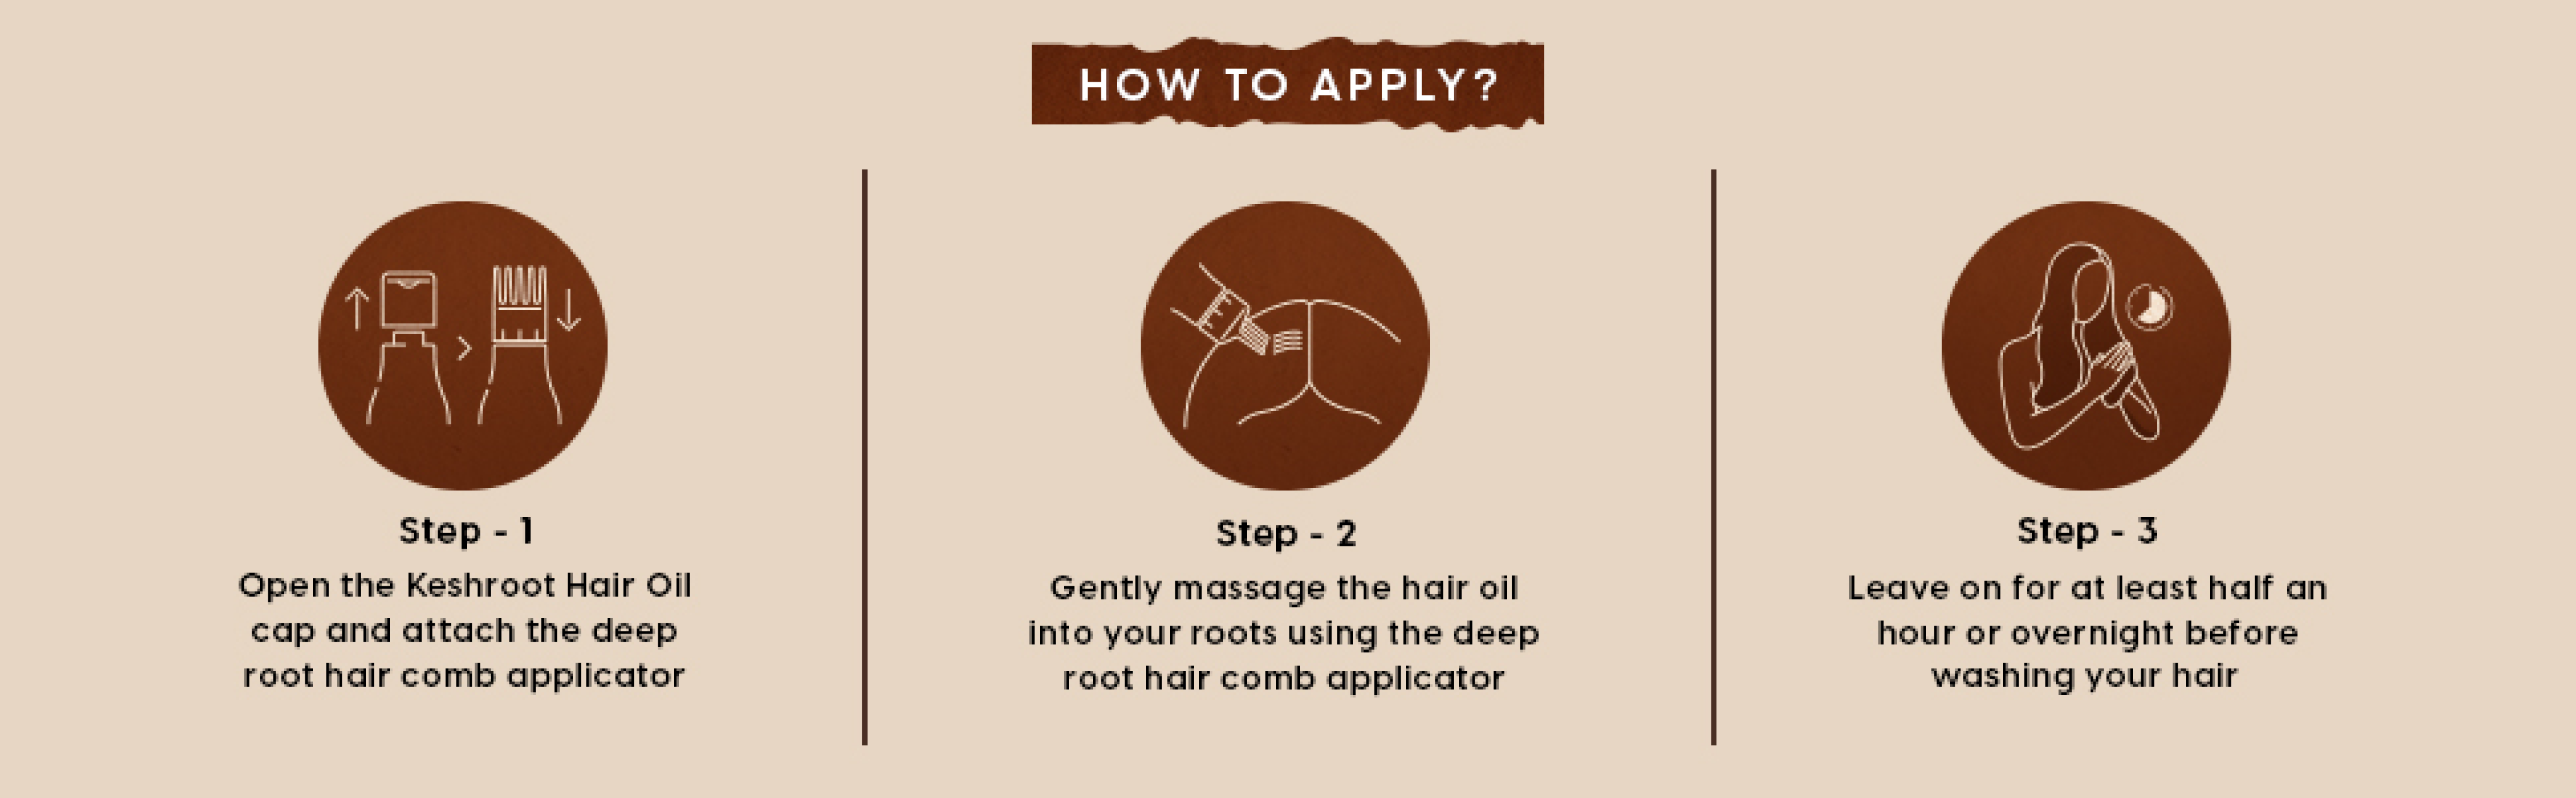 HOW TO APPLY?
Step - 1
Open the Keshroot Hair Oil
cap and attach the deep
root hair comb applicator
Step - 2
Gently massage the hair oil
into your roots using the deep
root hair comb applicator
Step - 3
Leave on for at least half an
hour or overnight before
washing your hair